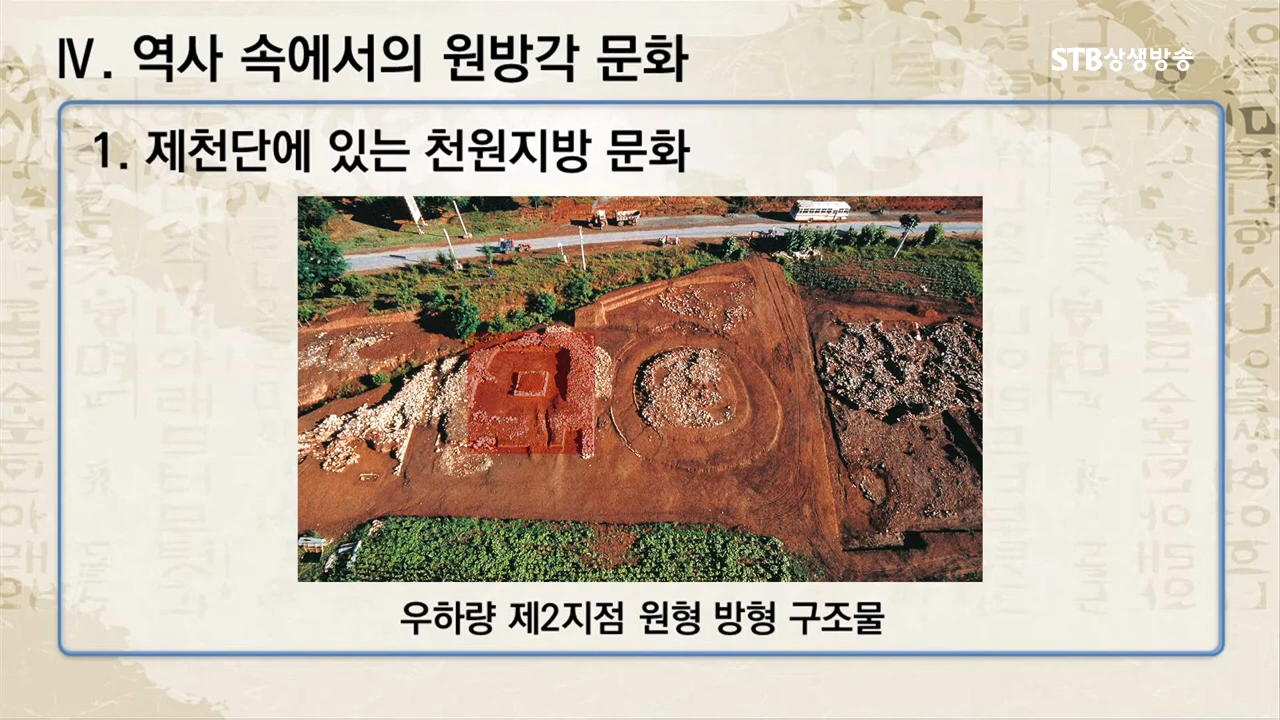 Ⅳ. 역사 속에서의 원방각 문화
STB상생방송
1. 제천단에 있는 천원지방 문화
우하량 제2지점 원형 방형 구조물